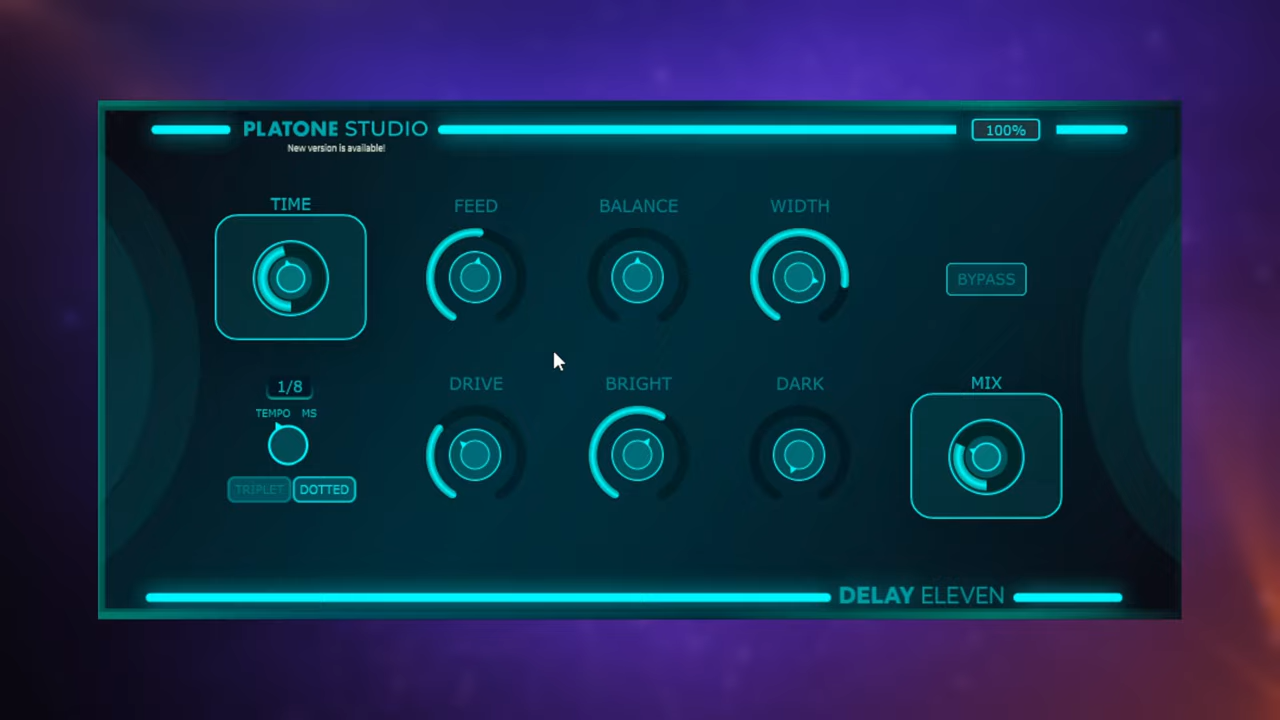 PLATONE STUDIO
100%
New version is available!
TIME
FEED
BALANCE
WIDTH
BYPASS
DRIVE
BRIGHT
DARK
MIX
1/8
TEMPO MS
TRIPLET DOTTED
DELAY ELEVEN